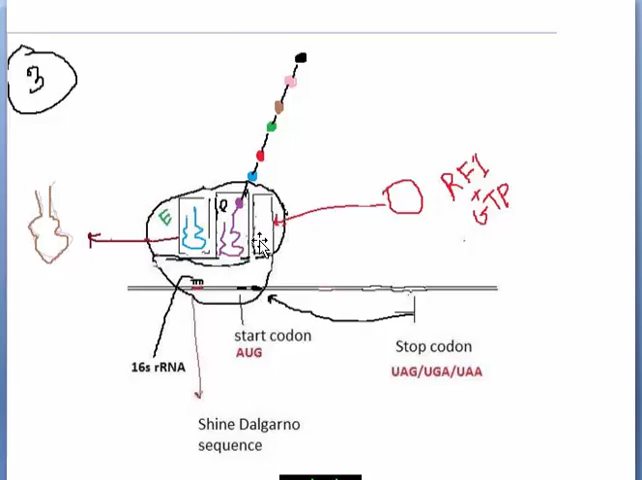 3
RF1
+
GTP
E
P
start codon
AUG
16s rRNA
Stop codon
UAG/UGA/UAA
Shine Dalgarno
sequence